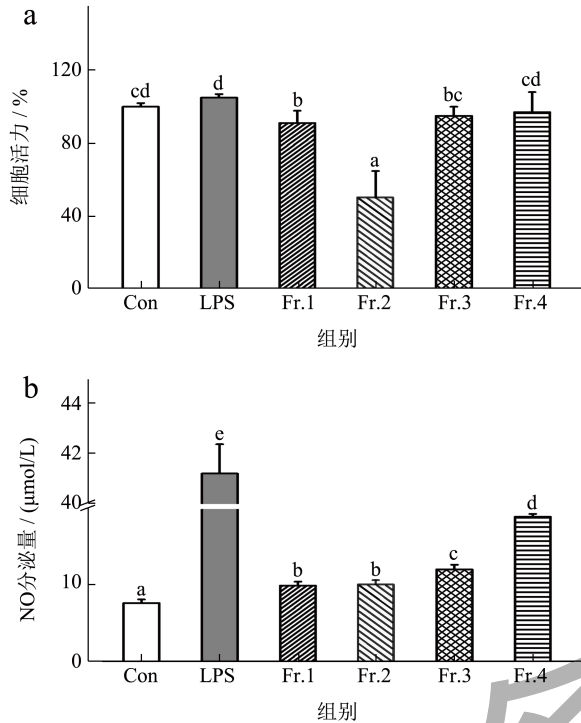 a
120
80
40
0
细胞活力 / %
cd
d
b
a
bc
cd
Con LPS Fr.1 Fr.2 Fr.3 Fr.4
组别
b
44
42
40
10
0
NO分泌量 / (μmol/L)
a
e
b
b
c
d
Con LPS Fr.1 Fr.2 Fr.3 Fr.4
组别